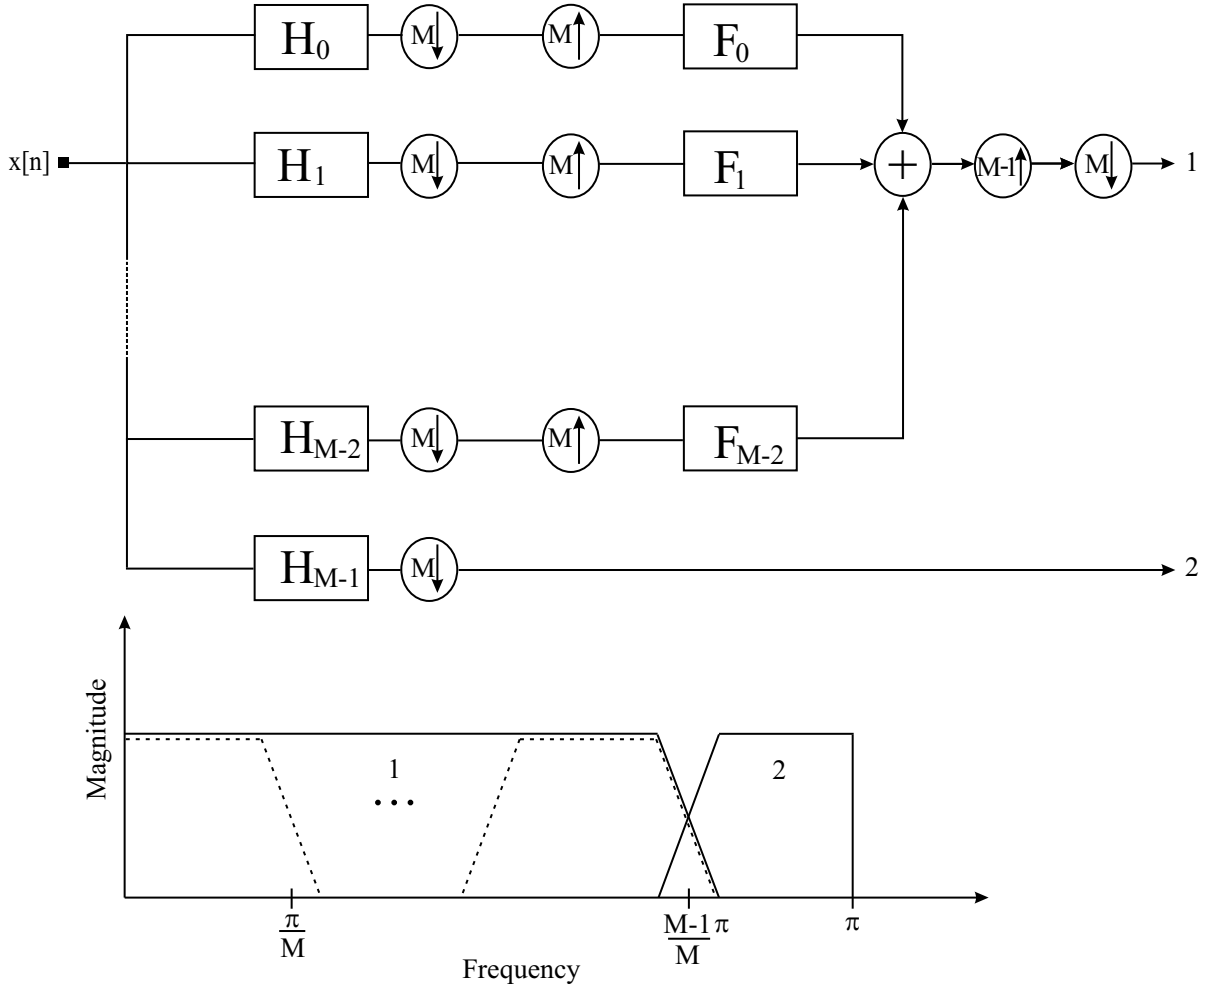 H0 M M F0
x[n] H1 M M F1 + M-1 M 1
HM-2 M M FM-2
HM-1 M 2
Magnitude
1
...
2
π/M
M-1/M π
π
Frequency